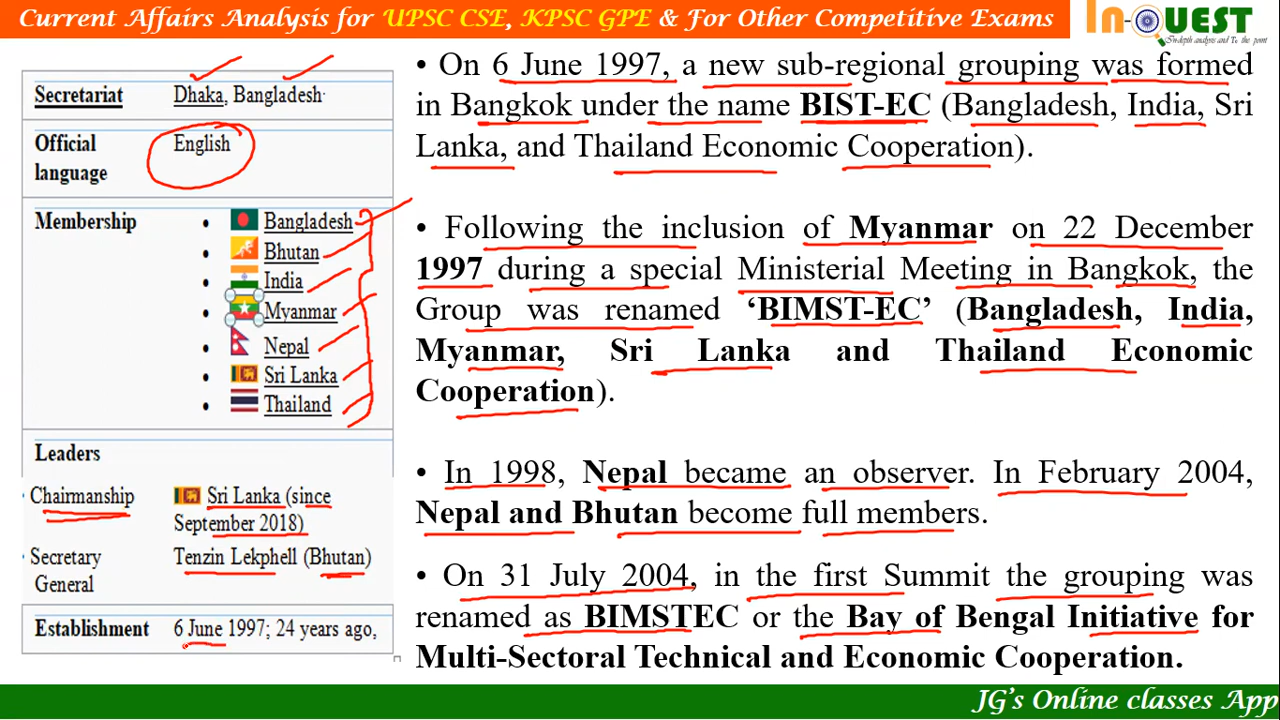 Current Affairs Analysis for UPSC CSE, KPSC GPE & For Other Competitive Exams
In-QUEST
In-depth analysis and To the point
Secretariat Dhaka, Bangladesh
Official language English
Membership
• Bangladesh
• Bhutan
• India
• Myanmar
• Nepal
• Sri Lanka
• Thailand
Leaders
• Chairmanship Sri Lanka (since
September 2018)
• Secretary Tenzin Lekphell (Bhutan)
General
Establishment 6 June 1997; 24 years ago,
• On 6 June 1997, a new sub-regional grouping was formed
in Bangkok under the name BIST-EC (Bangladesh, India, Sri
Lanka, and Thailand Economic Cooperation).
• Following the inclusion of Myanmar on 22 December
1997 during a special Ministerial Meeting in Bangkok, the
Group was renamed ‘BIMST-EC’ (Bangladesh, India,
Myanmar, Sri Lanka and Thailand Economic
Cooperation).
• In 1998, Nepal became an observer. In February 2004,
Nepal and Bhutan become full members.
• On 31 July 2004, in the first Summit the grouping was
renamed as BIMSTEC or the Bay of Bengal Initiative for
Multi-Sectoral Technical and Economic Cooperation.
JG's Online classes App